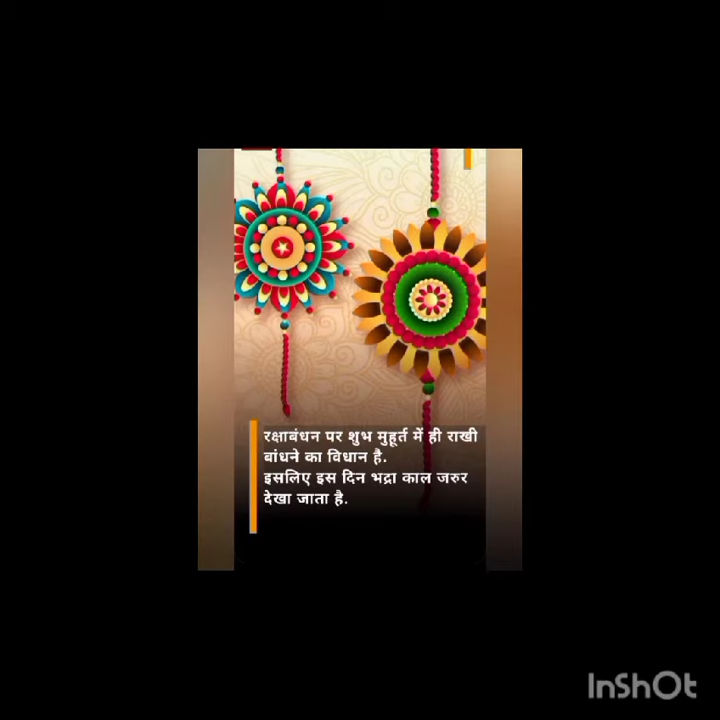 रक्षाबंधन पर शुभ मुहूर्त में ही राखी
बांधने का विधान है.
इसलिए इस दिन भद्रा काल जरुर
देखा जाता है.
InShOt